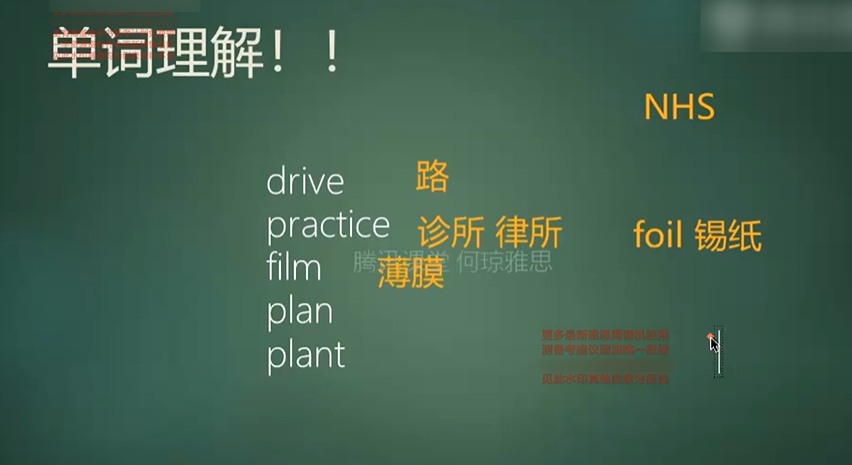 单词理解！！
NHS
drive 路
practice 诊所 律所 foil 锡纸
film 薄膜
腾讯课堂 何琼雅思
plan
plant